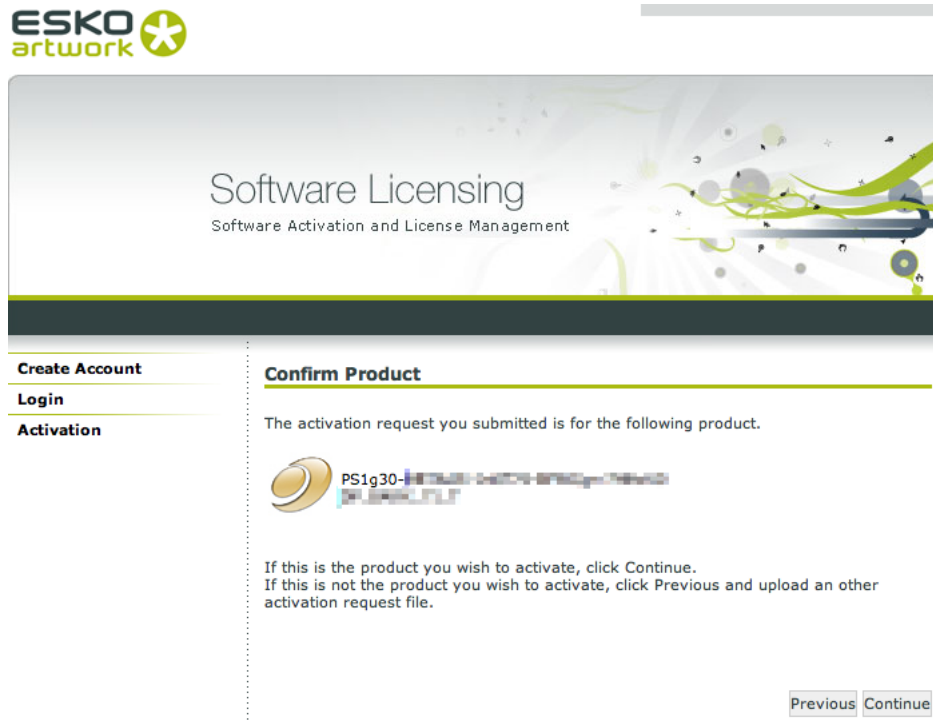 ESKO
artwork
Software Licensing
Software Activation and License Management
Create Account
Login
Activation
Confirm Product
The activation request you submitted is for the following product.
PS1g30-
If this is the product you wish to activate, click Continue.
If this is not the product you wish to activate, click Previous and upload an other
activation request file.
Previous Continue